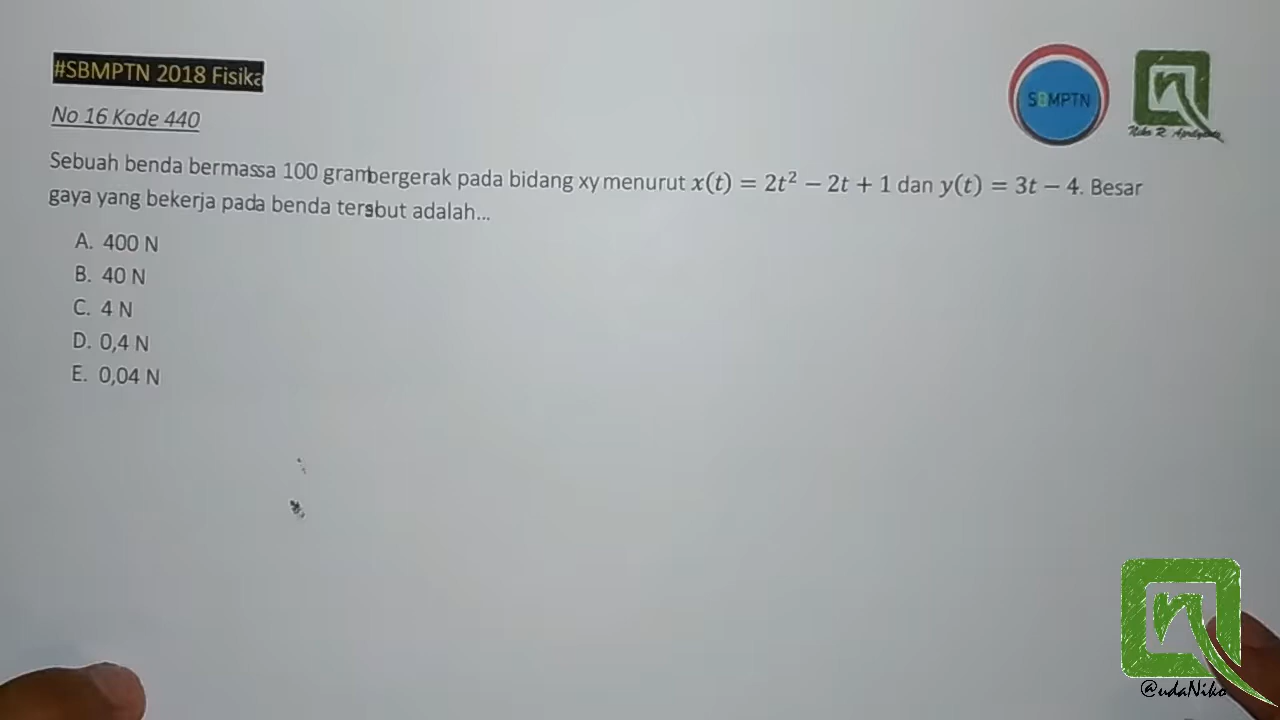 #SBMPTN 2018 Fisika
No 16 Kode 440
SBMPTN
Sebuah benda bermassa 100 gram bergerak pada bidang xy menurut x(t) = 2t² − 2t + 1 dan y(t) = 3t − 4. Besar
gaya yang bekerja pada benda tersbut adalah...
A. 400 N
B. 40 N
C. 4 N
D. 0,4 N
E. 0,04 N
@udaNiko